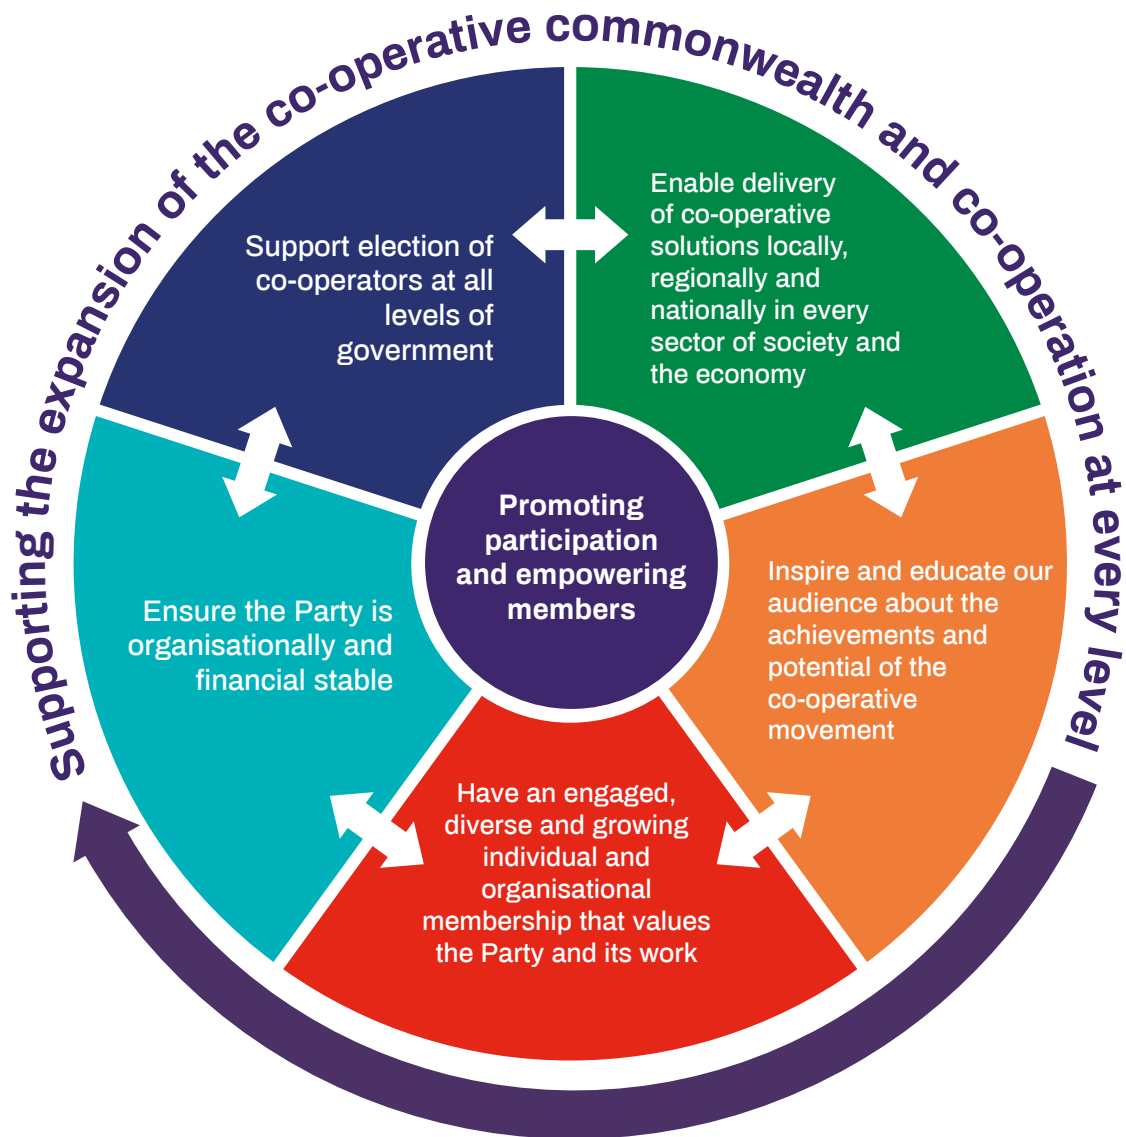 Supporting the expansion of the co-operative commonwealth and co-operation at every level
Support election of
co-operators at all
levels of
government
Enable delivery
of co-operative
solutions locally,
regionally and
nationally in every
sector of society and
the economy
Promoting
participation
and empowering
members
Inspire and educate our
audience about the
achievements and
potential of the
co-operative
movement
Ensure the Party is
organisationally and
financial stable
Have an engaged,
diverse and growing
individual and
organisational
membership that values
the Party and its work